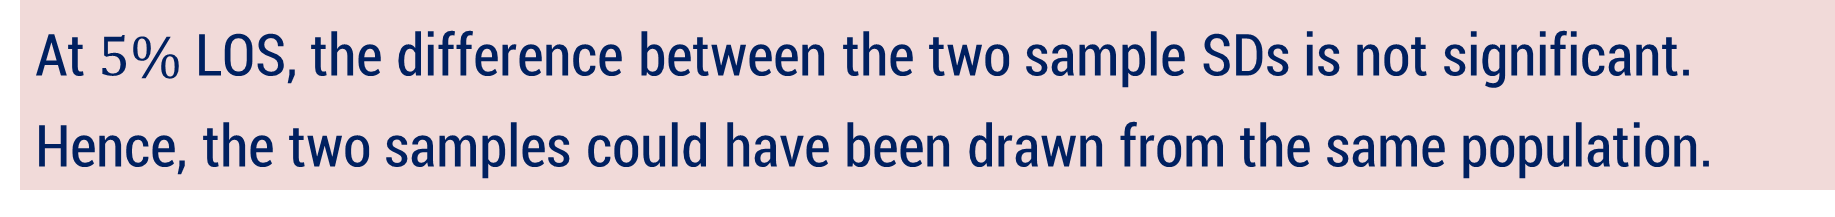 At 5% LOS, the difference between the two sample SDs is not significant.
Hence, the two samples could have been drawn from the same population.